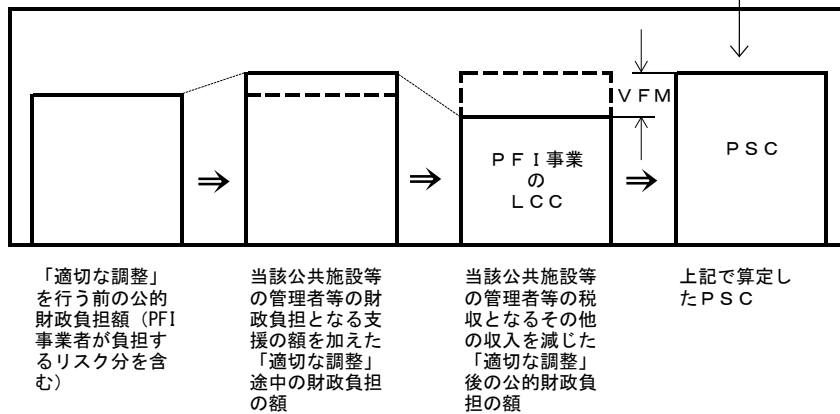 ＶＦＭ
ＰＦＩ事業
の
ＬＣＣ
ＰＳＣ
「適切な調整」
を行う前の公的
財政負担額（PFI
事業者が負担す
るリスク分を含
む）
当該公共施設等
の管理者等の財
政負担となる支
援の額を加えた
「適切な調整」
途中の財政負担
の額
当該公共施設等
の管理者等の税
収となるその他
の収入を減じた
「適切な調整」
後の公的財政負
担の額
上記で算定し
たＰＳＣ